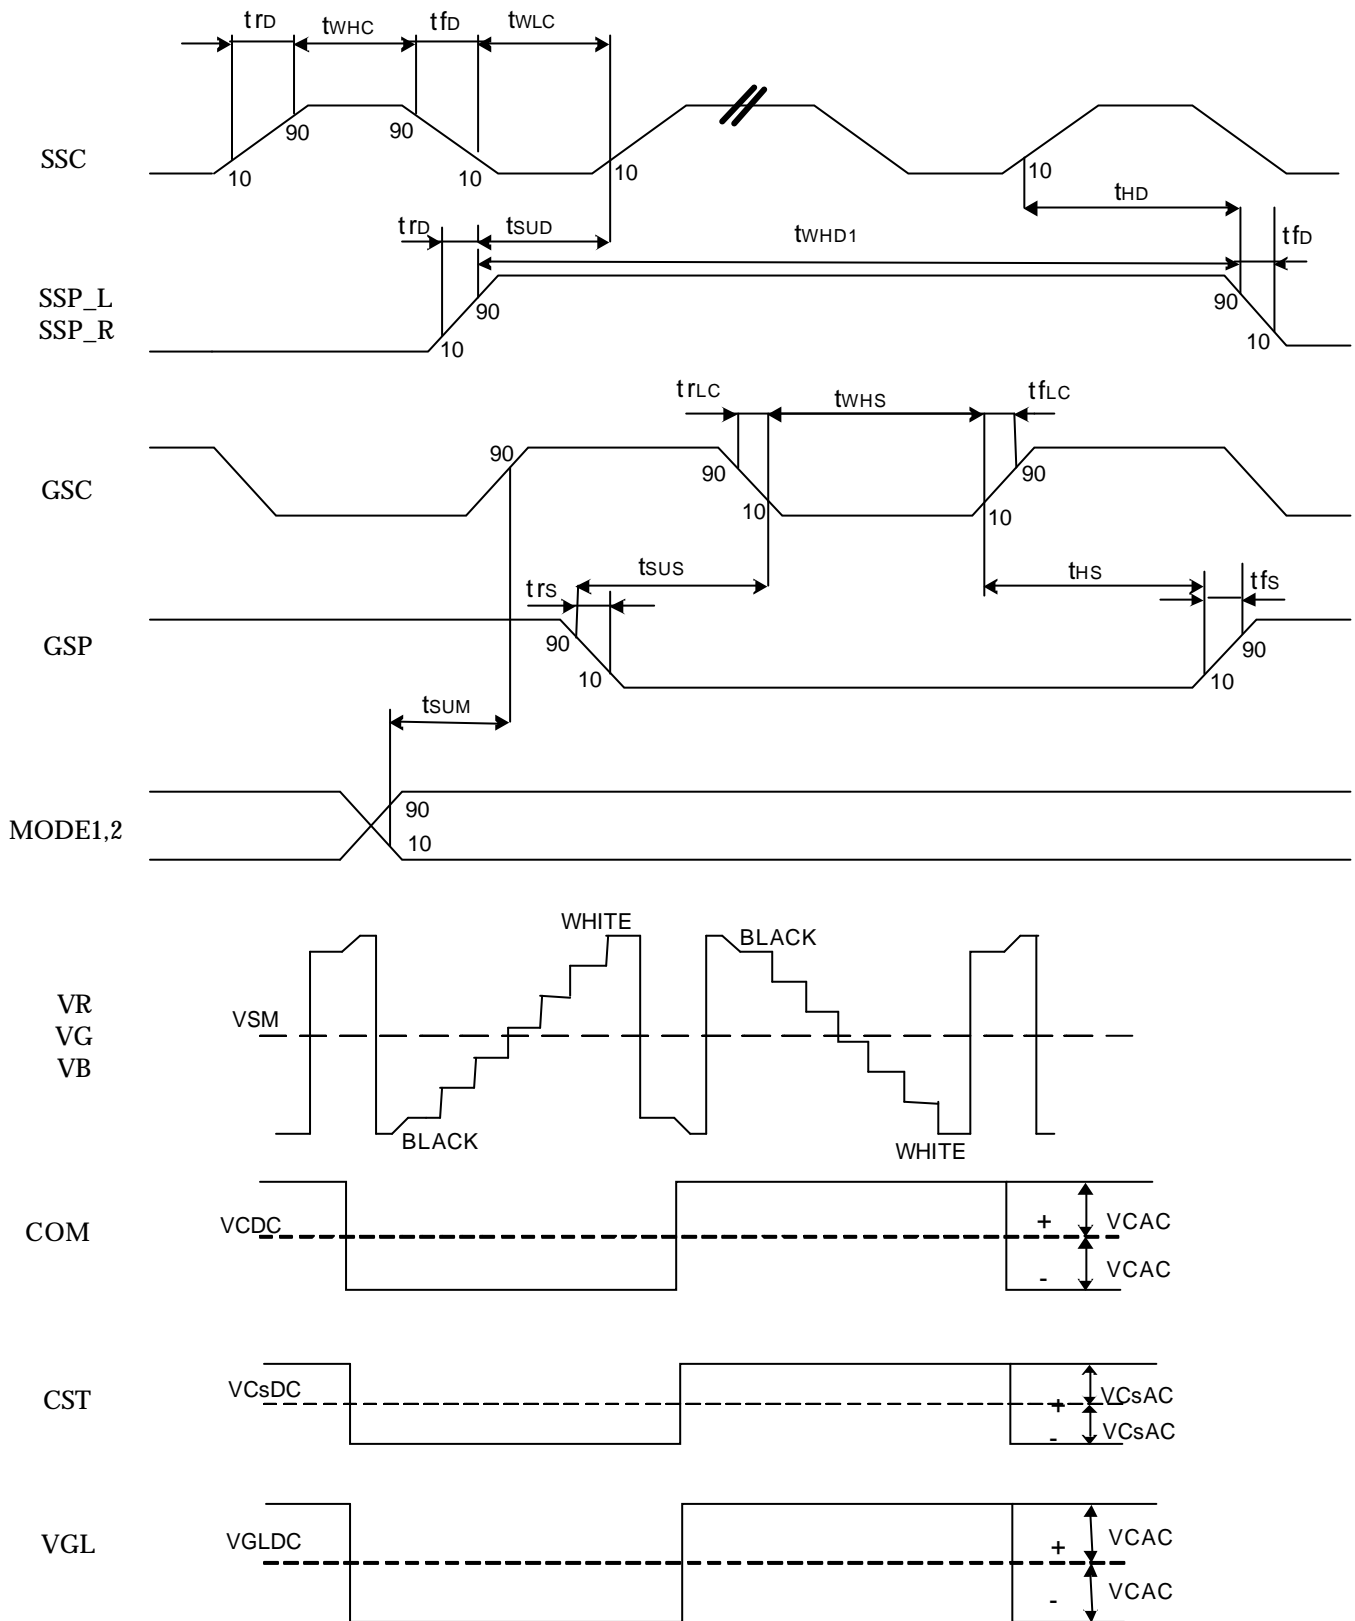 trD tWHC tfD tWLC
SSC
10 90 90 10 10 10
tHD
trD tSUD tWHD1 tfD
SSP_L
SSP_R
10 90 90 10
trLC tWHS tfLC
GSC
90 90 10 10 90
tSUS tHS
trS tfS
GSP
90 10 10 90
tSUM
MODE1,2
90
10
WHITE BLACK
VR
VG
VB
VSM
BLACK WHITE
COM
VCDC
+ VCAC
- VCAC
CST
VCsDC
+ VCsAC
- VCsAC
VGL
VGLDC
+ VCAC
- VCAC